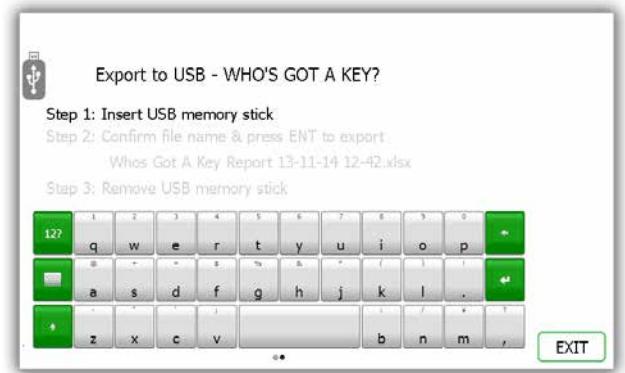 Export to USB - WHO'S GOT A KEY?
Step 1: Insert USB memory stick
Step 2: Confirm file name & press ENT to export
Whos Got A Key Report 13-11-14 12-42.xlsx
Step 3: Remove USB memory stick
1 2 3 4 5 6 7 8 9 0
12? q w e r t y u i o p
a s d f g h j k l .
z x c v b n m ,
EXIT